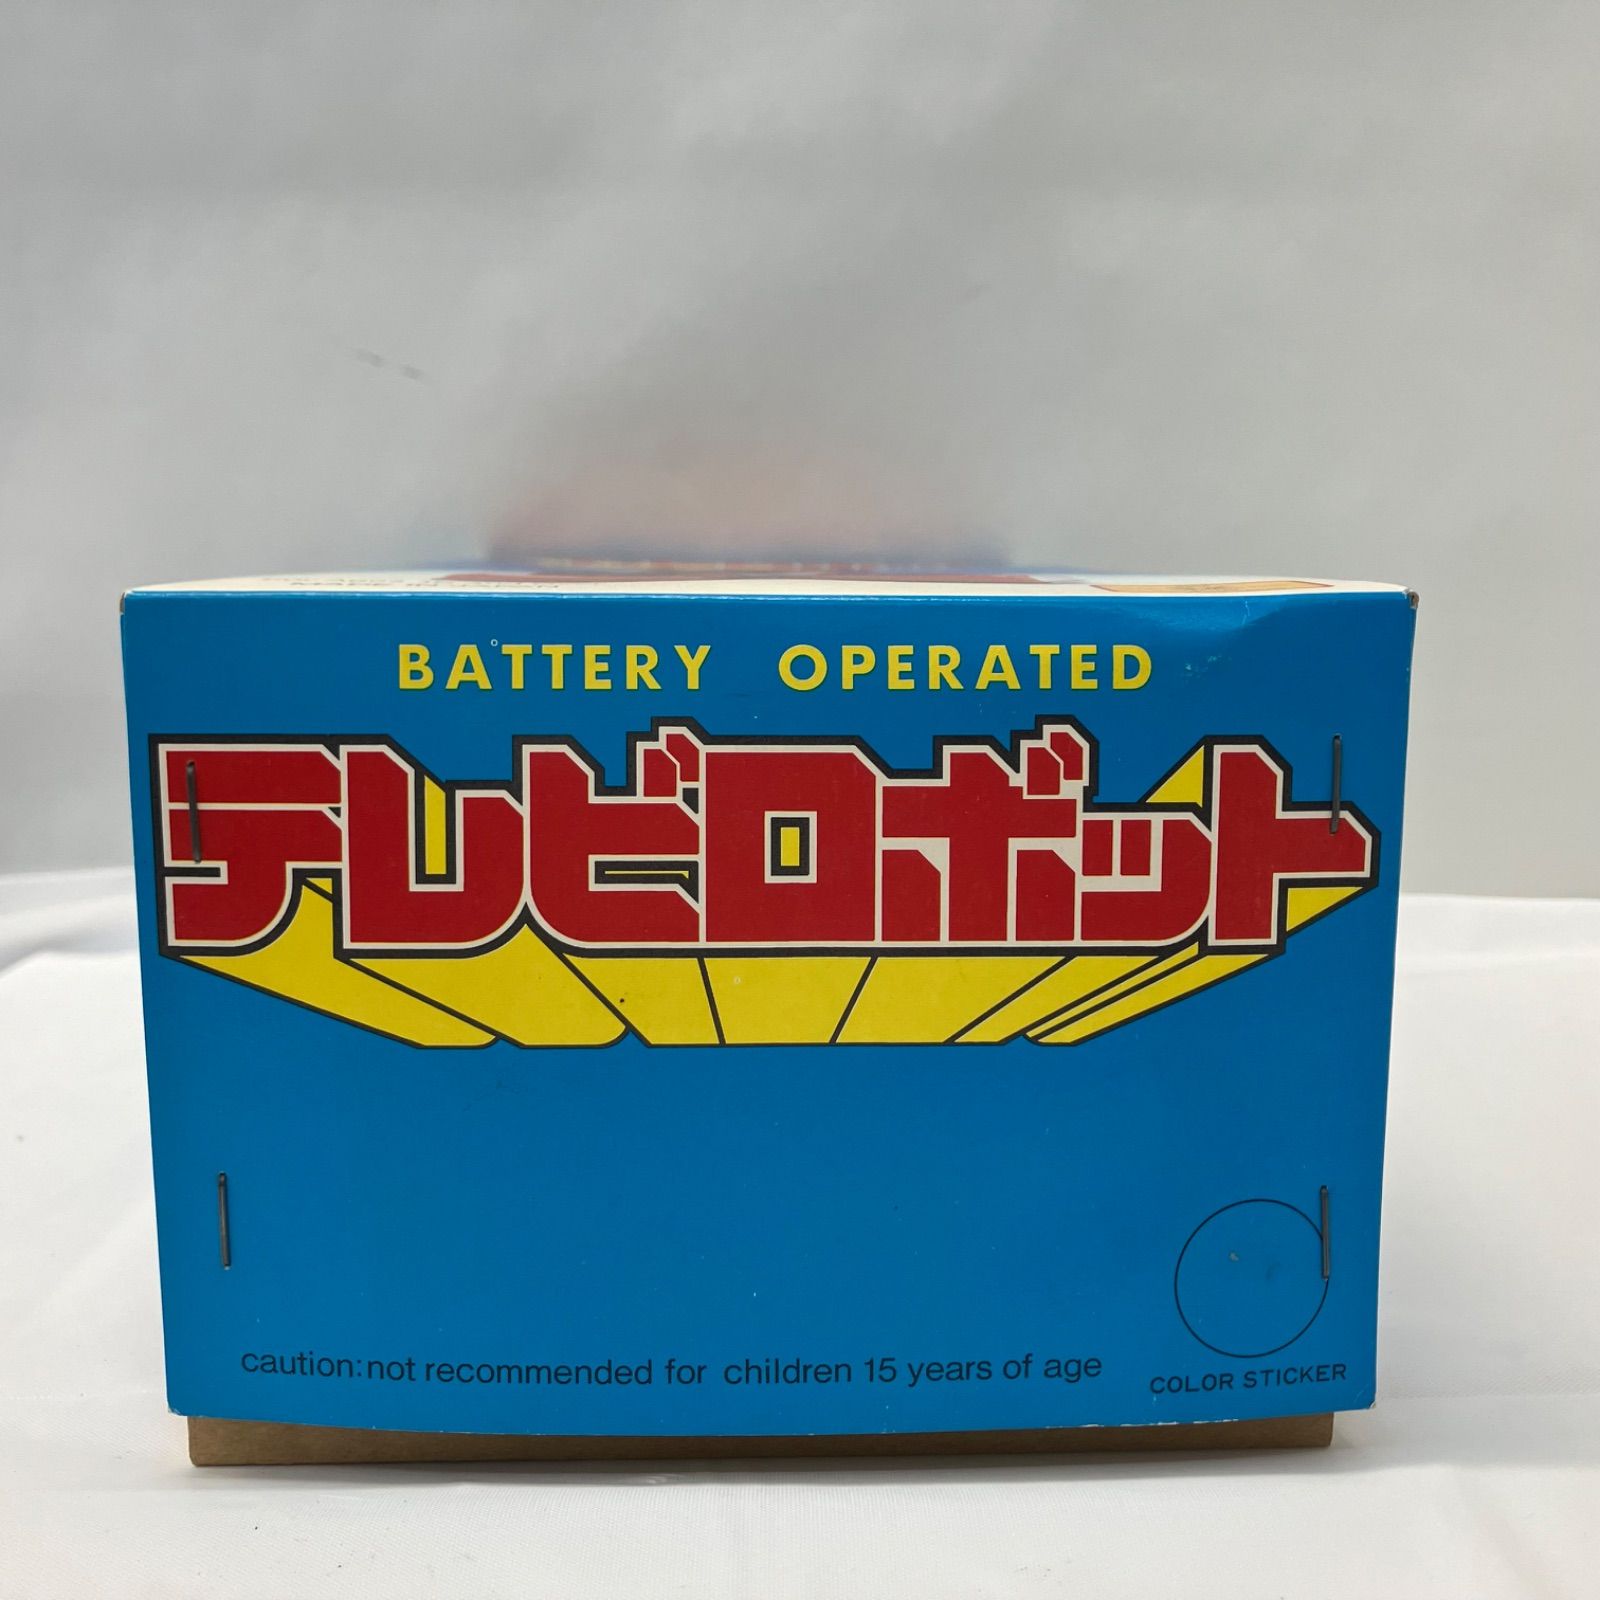 BATTERY OPERATED
テレビロボット
caution:not recommended for children 15 years of age
COLOR STICKER